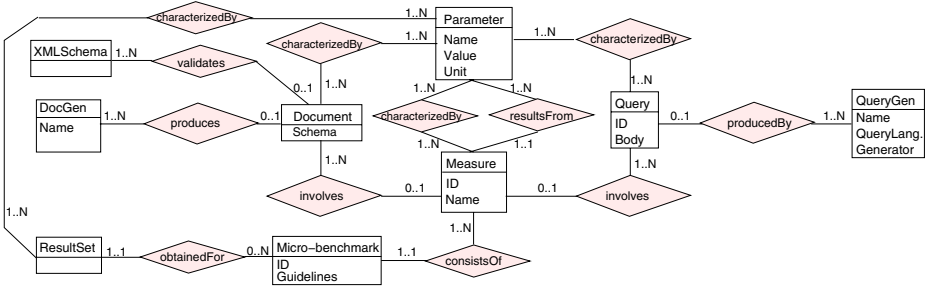 characterizedBy
1..N
Parameter
Name
Value
Unit
characterizedBy
1..N
1..N
characterizedBy
XMLSchema
1..N
validates
0..1
1..N
1..N
1..N
1..N
DocGen
Name
1..N
produces
0..1
Document
Schema
characterizedBy
resultsFrom
Query
ID
Body
0..1
producedBy
1..N
QueryGen
Name
QueryLang.
Generator
1..N
1..1
1..N
1..N
Measure
ID
Name
involves
0..1
0..1
involves
1..N
1..N
ResultSet
1..1
obtainedFor
0..N
Micro-benchmark
ID
Guidelines
1..1
consistsOf